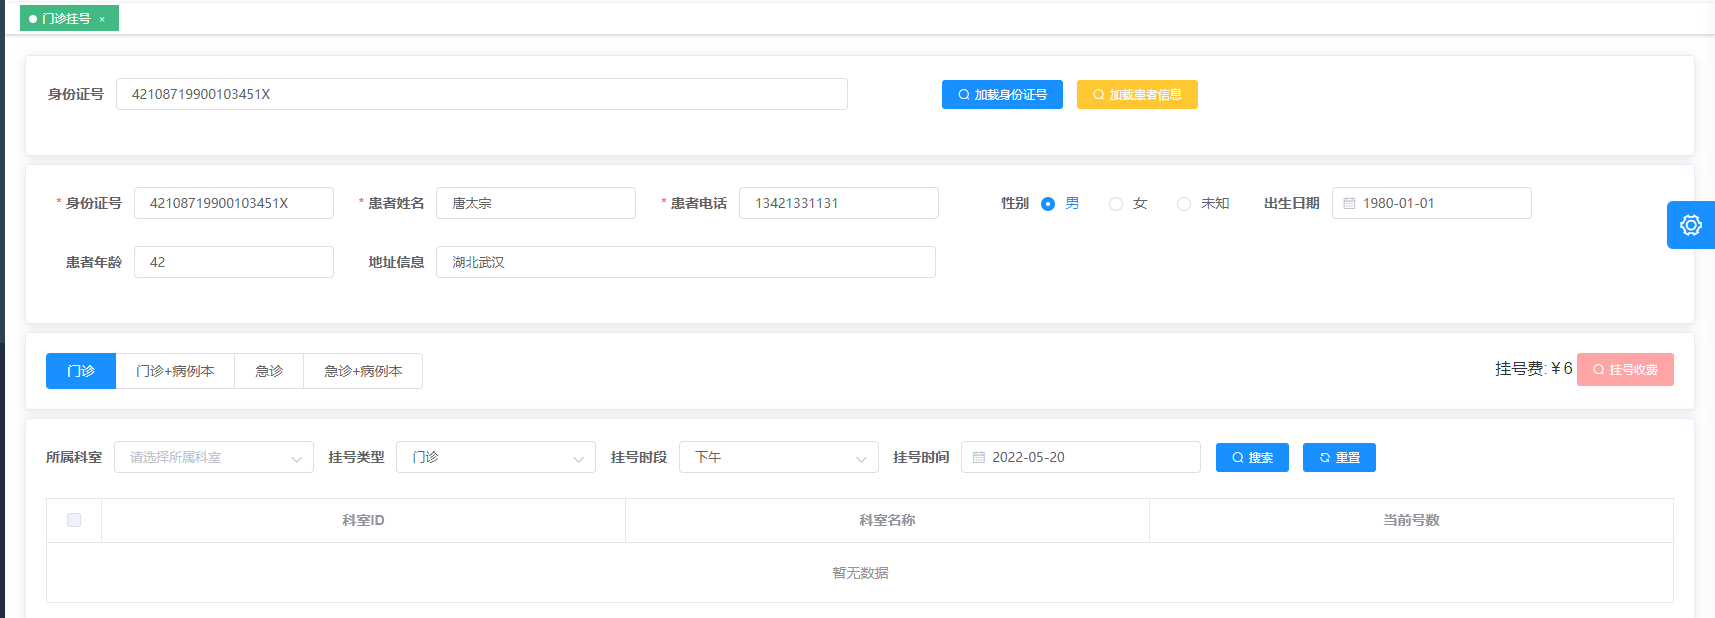 门诊挂号 ×
身份证号 42108719900103451X 加载身份证号 加载患者信息
* 身份证号 42108719900103451X * 患者姓名 唐太宗 * 患者电话 13421331131 性别 男 女 未知 出生日期 1980-01-01
患者年龄 42 地址信息 湖北武汉
门诊 门诊+病例本 急诊 急诊+病例本 挂号费:¥6 挂号收费
所属科室 请选择所属科室 挂号类型 门诊 挂号时段 下午 挂号时间 2022-05-20 搜索 重置
科室ID 科室名称 当前号数
暂无数据